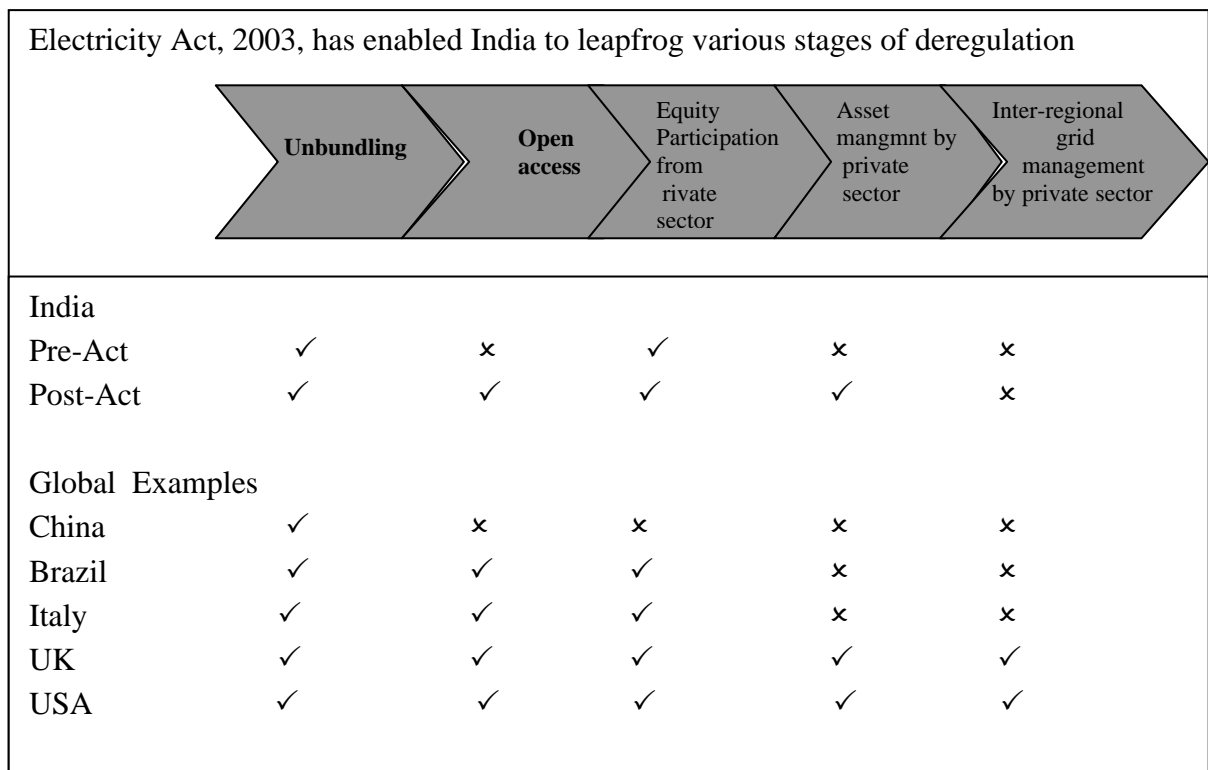 Electricity Act, 2003, has enabled India to leapfrog various stages of deregulation
Unbundling
Open
access
Equity
Participation
from
rivate
sector
Asset
mangmnt by
private
sector
Inter-regional
grid
management
by private sector
India
Pre-Act ✓ × ✓ × ×
Post-Act ✓ ✓ ✓ ✓ ×
Global Examples
China ✓ × × × ×
Brazil ✓ ✓ ✓ × ×
Italy ✓ ✓ ✓ × ×
UK ✓ ✓ ✓ ✓ ✓
USA ✓ ✓ ✓ ✓ ✓